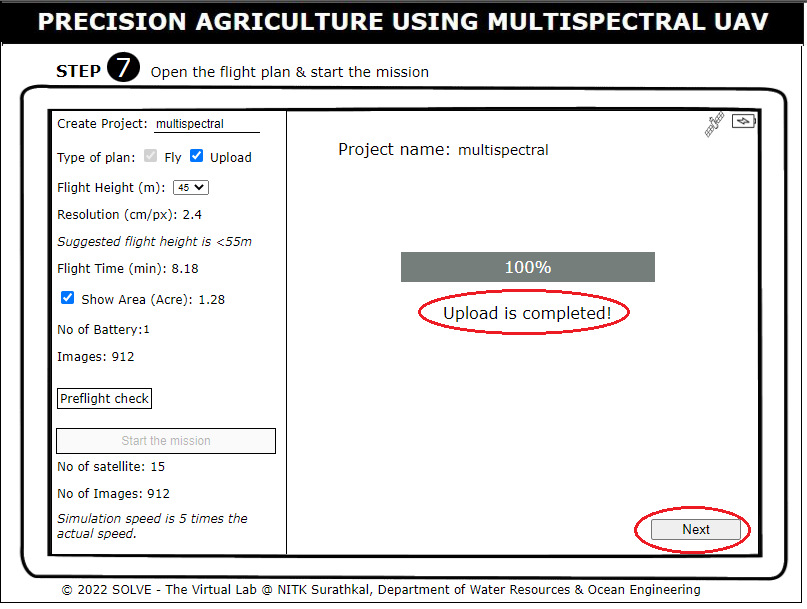 PRECISION AGRICULTURE USING MULTISPECTRAL UAV
STEP 7 Open the flight plan & start the mission
Create Project: multispectral
Type of plan: Fly Upload
Flight Height (m): 45
Resolution (cm/px): 2.4
Suggested flight height is <55m
Flight Time (min): 8.18
Show Area (Acre): 1.28
No of Battery:1
Images: 912
Preflight check
Start the mission
No of satellite: 15
No of Images: 912
Simulation speed is 5 times the
actual speed.
Project name: multispectral
100%
Upload is completed!
Next
© 2022 SOLVE - The Virtual Lab @ NITK Surathkal, Department of Water Resources & Ocean Engineering